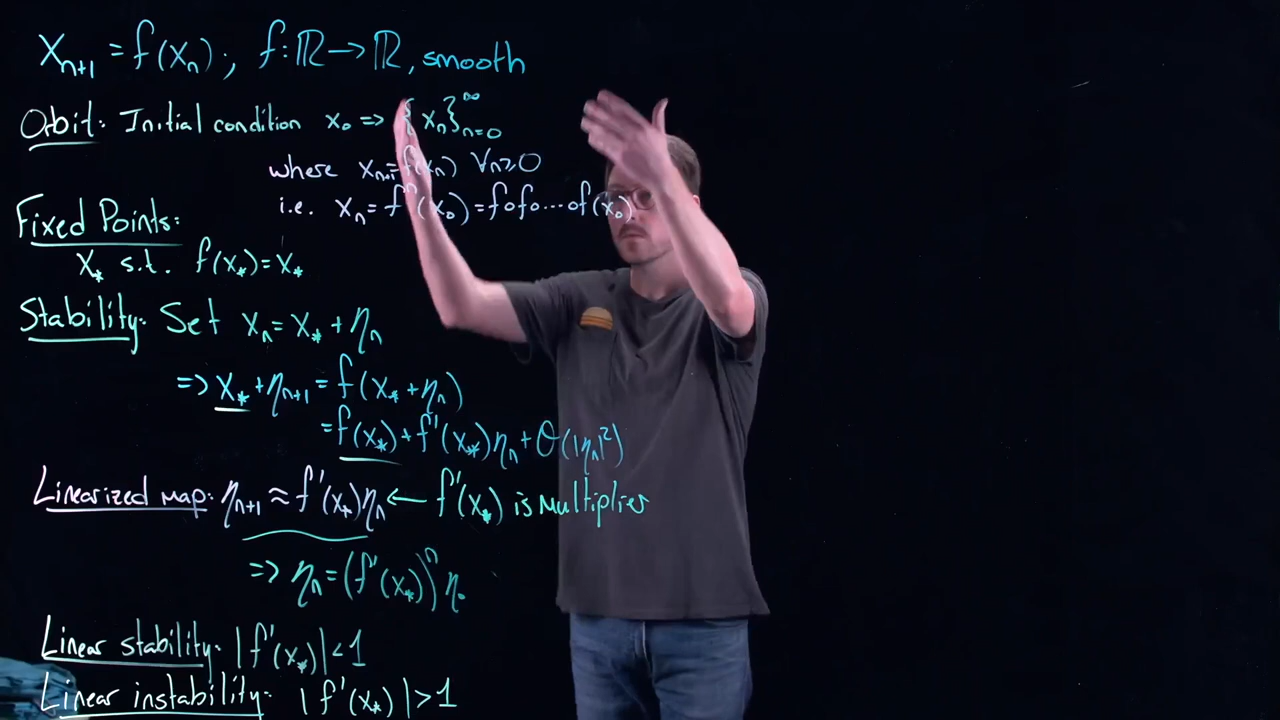 Xₙ₊₁ = f(Xₙ); f: ℝ → ℝ, smooth
Orbit: Initial condition x₀ => {xₙ}ₙ₌₀^∞
where xₙ₊₁ = f(xₙ) ∀n≥0
i.e. xₙ = fⁿ(x₀) = f∘f∘···∘f(x₀)
Fixed Points:
X⁎ s.t. f(x⁎) = x⁎
Stability: Set xₙ = x⁎ + ηₙ
=> x⁎ + ηₙ₊₁ = f(x⁎ + ηₙ)
= f(x⁎) + f'(x⁎)ηₙ + O(|ηₙ|²)
Linearized map: ηₙ₊₁ ≈ f'(x⁎)ηₙ ← f'(x⁎) is multiplier
=> ηₙ = (f'(x⁎))ⁿ η₀
Linear stability: |f'(x⁎)| < 1
Linear instability: |f'(x⁎)| > 1